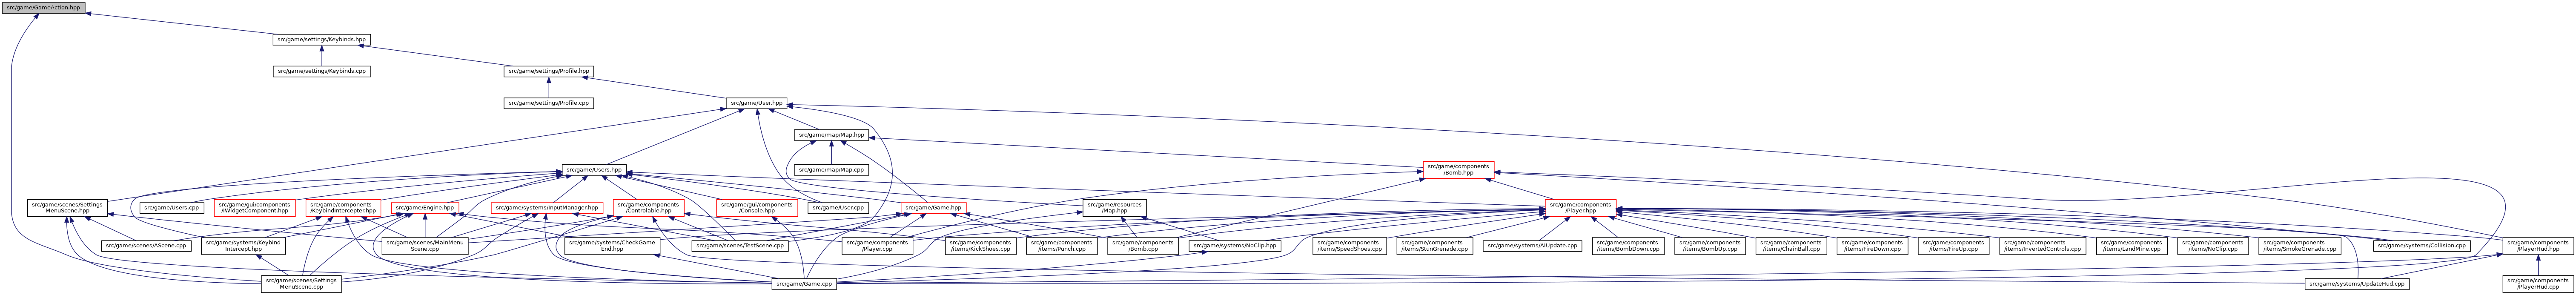 src/game/GameAction.hpp
src/game/settings/Keybinds.hpp
src/game/settings/Keybinds.cpp
src/game/settings/Profile.hpp
src/game/settings/Profile.cpp
src/game/User.hpp
src/game/map/Map.hpp
src/game/map/Map.cpp
src/game/components
/Bomb.hpp
src/game/Users.hpp
src/game/scenes/Settings
MenuScene.hpp
src/game/Users.cpp
src/game/gui/components
/IWidgetComponent.hpp
src/game/components
/KeybindIntercepter.hpp
src/game/Engine.hpp
src/game/systems/InputManager.hpp
src/game/components
/Controlable.hpp
src/game/gui/components
/Console.hpp
src/game/User.cpp
src/game/Game.hpp
src/game/resources
/Map.hpp
src/game/components
/Player.hpp
src/game/scenes/AScene.cpp
src/game/systems/Keybind
Intercept.hpp
src/game/scenes/MainMenu
Scene.cpp
src/game/systems/CheckGame
End.hpp
src/game/scenes/TestScene.cpp
src/game/components
/Player.cpp
src/game/components
/items/KickShoes.cpp
src/game/components
/items/Punch.cpp
src/game/components
/Bomb.cpp
src/game/systems/NoClip.hpp
src/game/components
/items/SpeedShoes.cpp
src/game/components
/items/StunGrenade.cpp
src/game/systems/AiUpdate.cpp
src/game/components
/items/BombDown.cpp
src/game/components
/items/BombUp.cpp
src/game/components
/items/ChainBall.cpp
src/game/components
/items/FireDown.cpp
src/game/components
/items/FireUp.cpp
src/game/components
/items/InvertedControls.cpp
src/game/components
/items/LandMine.cpp
src/game/components
/items/NoClip.cpp
src/game/components
/items/SmokeGrenade.cpp
src/game/systems/Collision.cpp
src/game/components
/PlayerHud.hpp
src/game/scenes/Settings
MenuScene.cpp
src/game/Game.cpp
src/game/systems/UpdateHud.cpp
src/game/components
/PlayerHud.cpp